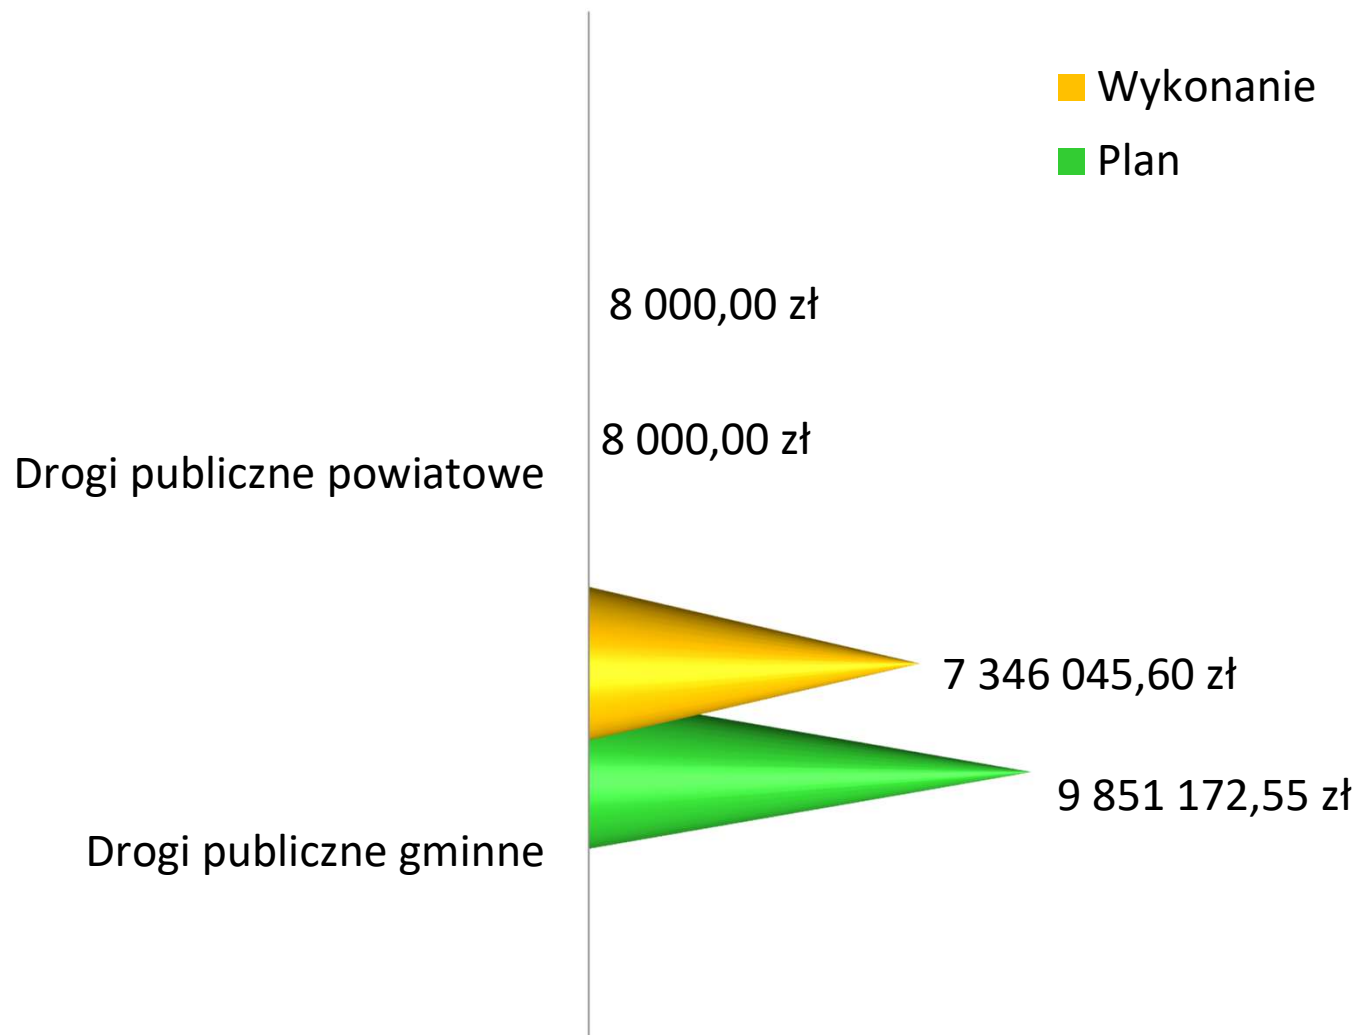 Wykonanie
Plan
8 000,00 zł
8 000,00 zł
Drogi publiczne powiatowe
7 346 045,60 zł
9 851 172,55 zł
Drogi publiczne gminne